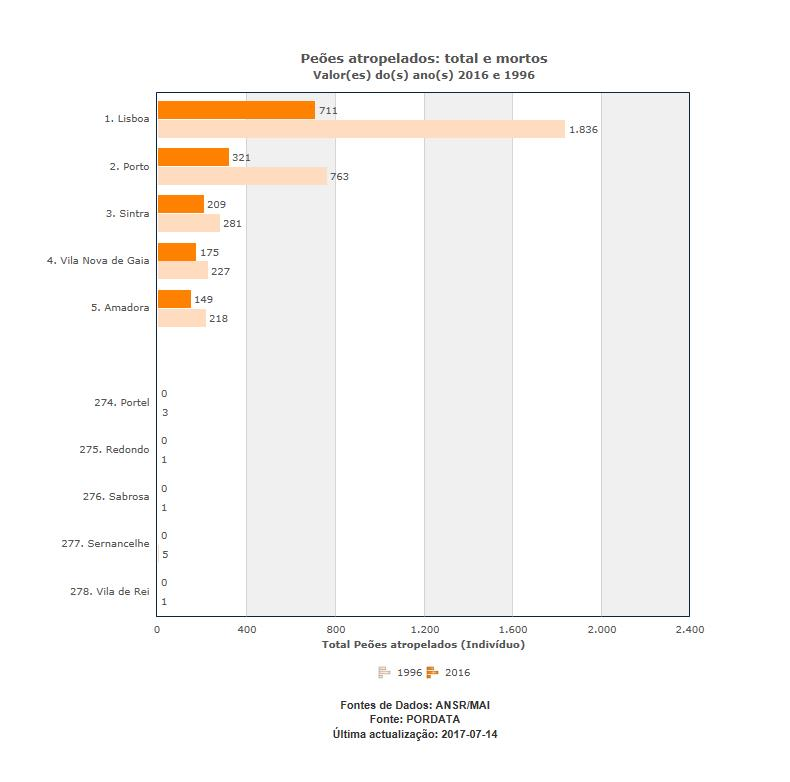 Peões atropelados: total e mortos
Valor(es) do(s) ano(s) 2016 e 1996
1. Lisboa
711
1.836
2. Porto
321
763
3. Sintra
209
281
4. Vila Nova de Gaia
175
227
5. Amadora
149
218
274. Portel
0
3
275. Redondo
0
1
276. Sabrosa
0
1
277. Sernancelhe
0
5
278. Vila de Rei
0
1
0 400 800 1.200 1.600 2.000 2.400
Total Peões atropelados (Indivíduo)
1996 2016
Fontes de Dados: ANSR/MAI
Fonte: PORDATA
Última actualização: 2017-07-14